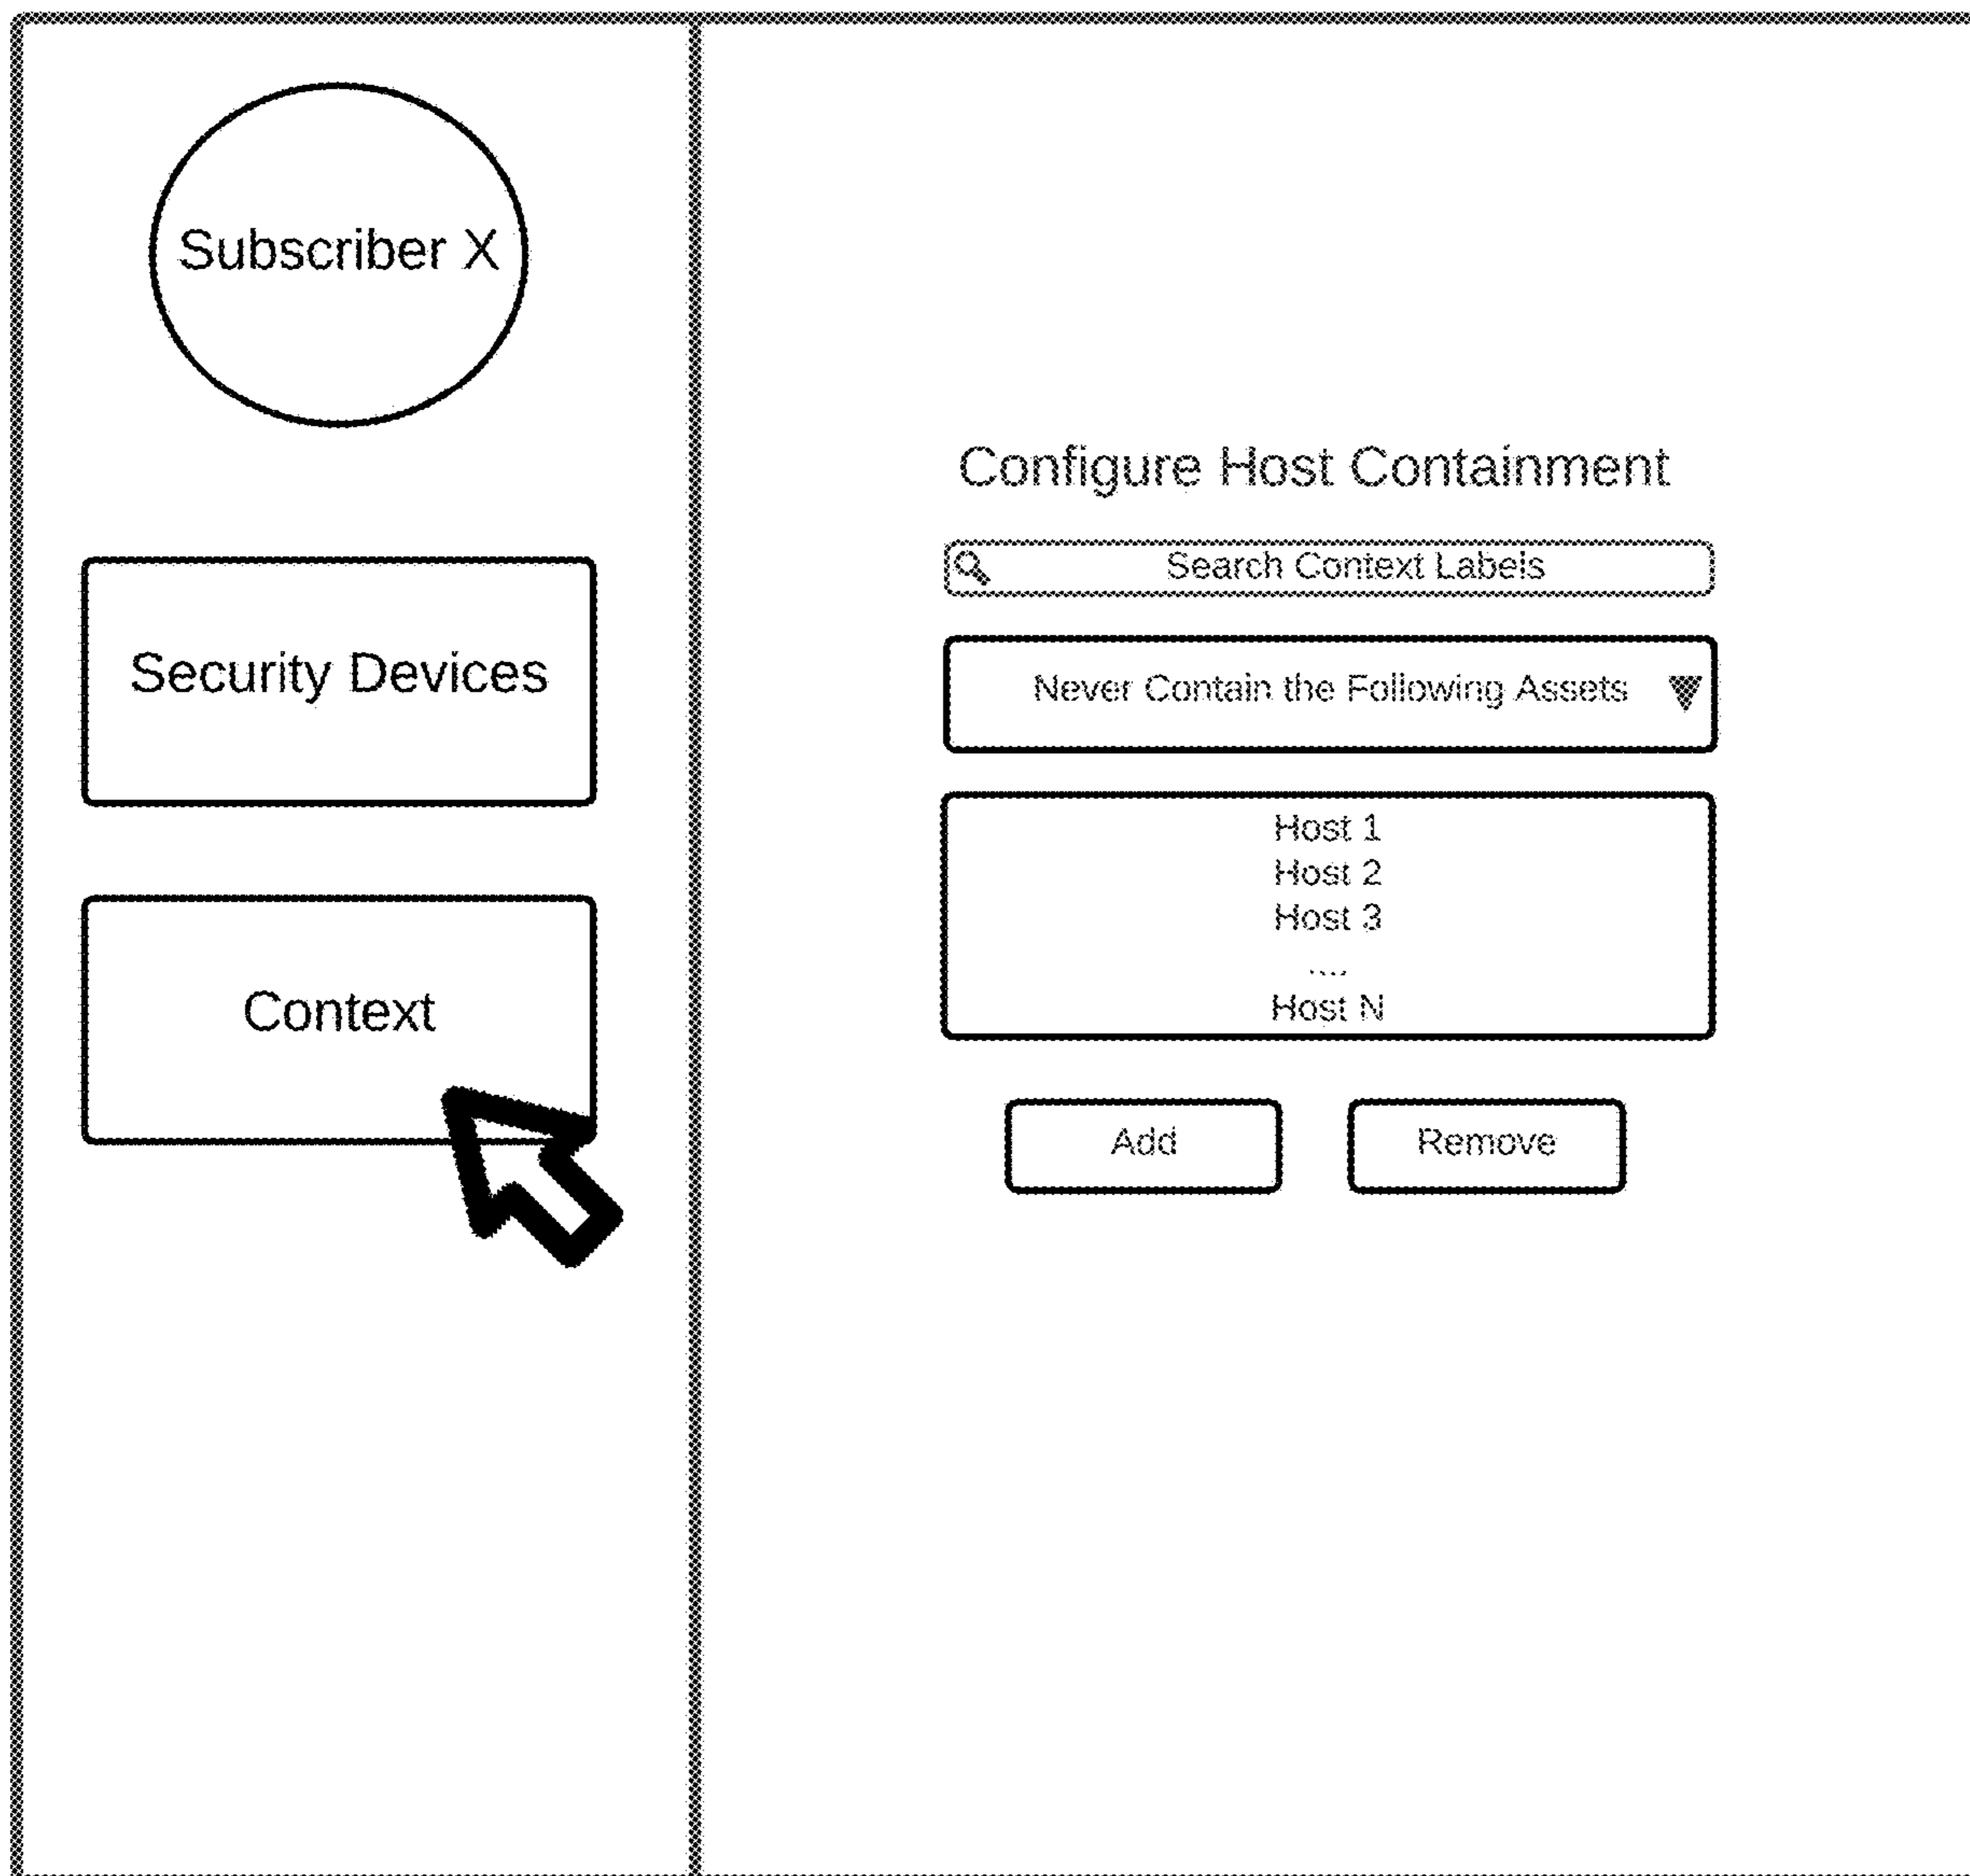 Subscriber X
Security Devices
Context
Configure Host Containment
Search Context Labels
Never Contain the Following Assets
Host 1
Host 2
Host 3
....
Host N
Add
Remove